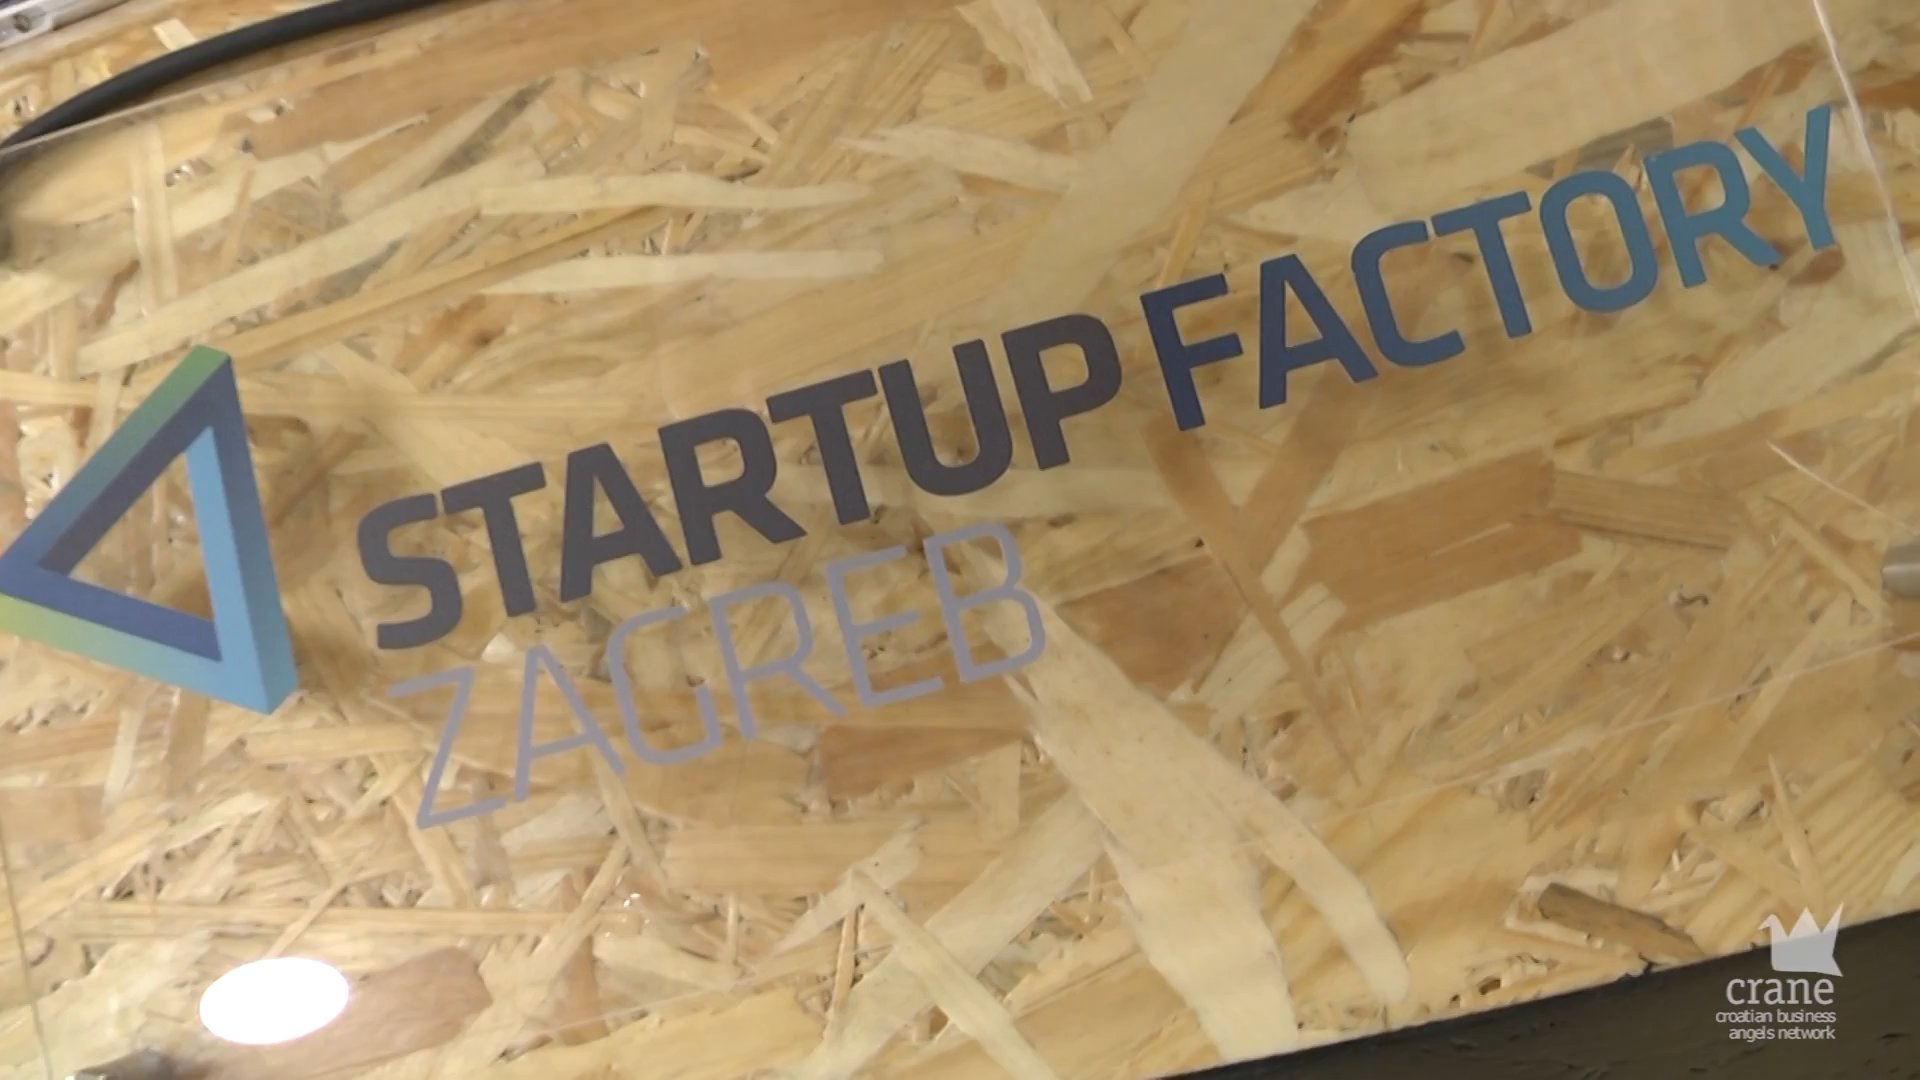 STARTUP FACTORY
ZAGREB
crane
croatian business
angels network